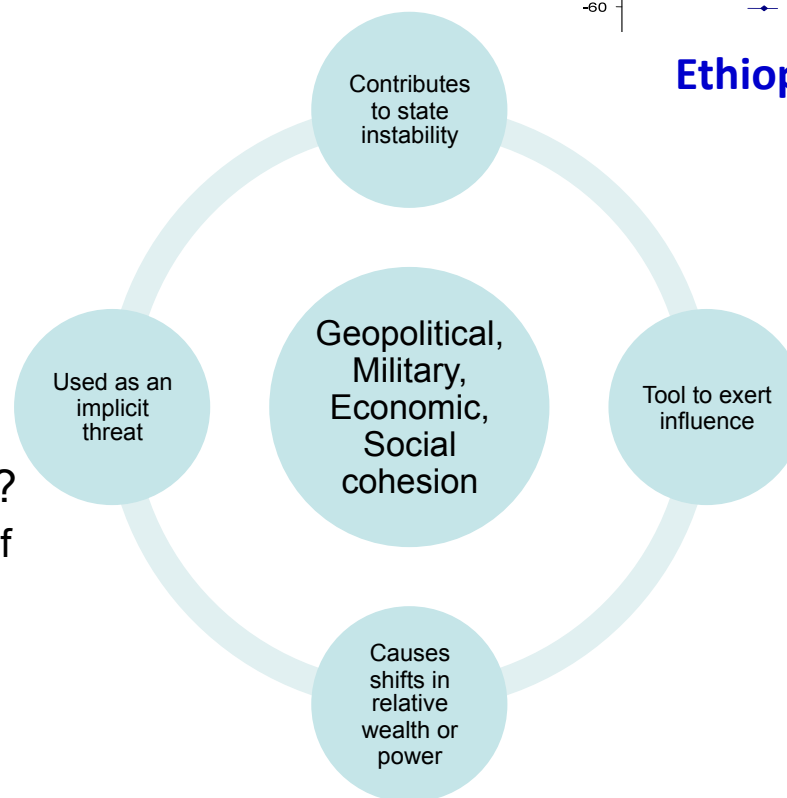 -60
Ethiop
Contributes
to state
instability
Geopolitical,
Military,
Economic,
Social
cohesion
Used as an
implicit
threat
Tool to exert
influence
?
f
Causes
shifts in
relative
wealth or
power